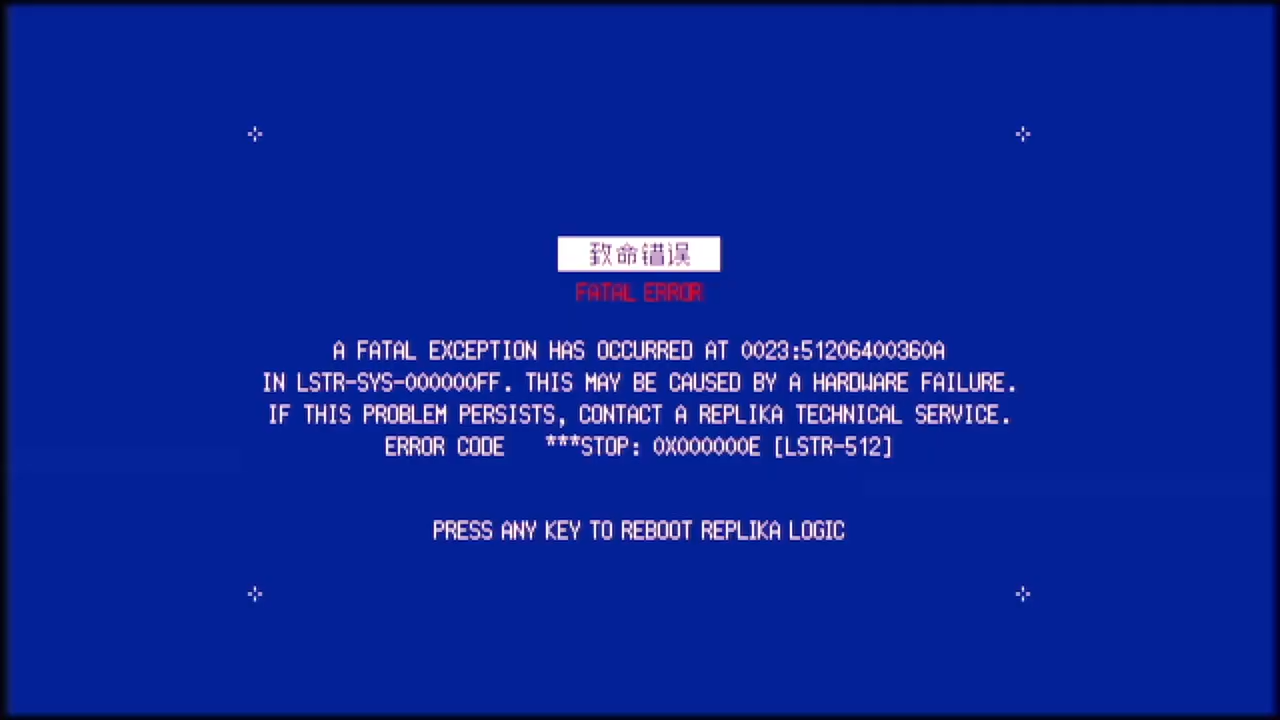 致命错误
FATAL ERROR
A FATAL EXCEPTION HAS OCCURRED AT 0023:51206400360A
IN LSTR-SYS-000000FF. THIS MAY BE CAUSED BY A HARDWARE FAILURE.
IF THIS PROBLEM PERSISTS, CONTACT A REPLIKA TECHNICAL SERVICE.
ERROR CODE ***STOP: 0X000000E [LSTR-512]
PRESS ANY KEY TO REBOOT REPLIKA LOGIC